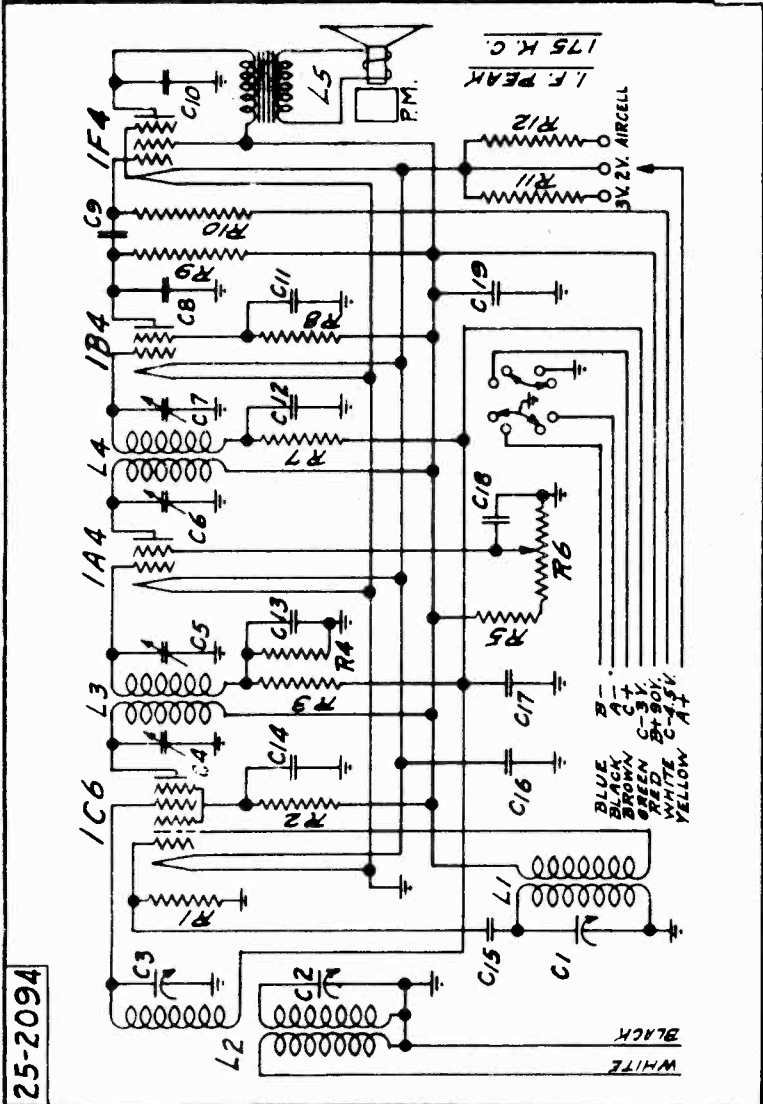 25-2094
1C6
L3
1A4
L4
1B4
C9
1F4
I.F. PEAK
175 K.C.
C3
R1
C4
C5
C6
C7
C8
R9
R10
C10
L5
P.M.
L2
C2
C14
R2
C13
R4
R3
C12
R7
C11
R8
C15
L1
C1
C16
C17
R5
R6
C18
C19
R11
R12
3V. 2V. AIRCELL
BLUE B-
BLACK A-
BROWN C+
GREEN C-3V.
RED B+90V.
WHITE C-4.5V.
YELLOW A+
WHITE
BLACK